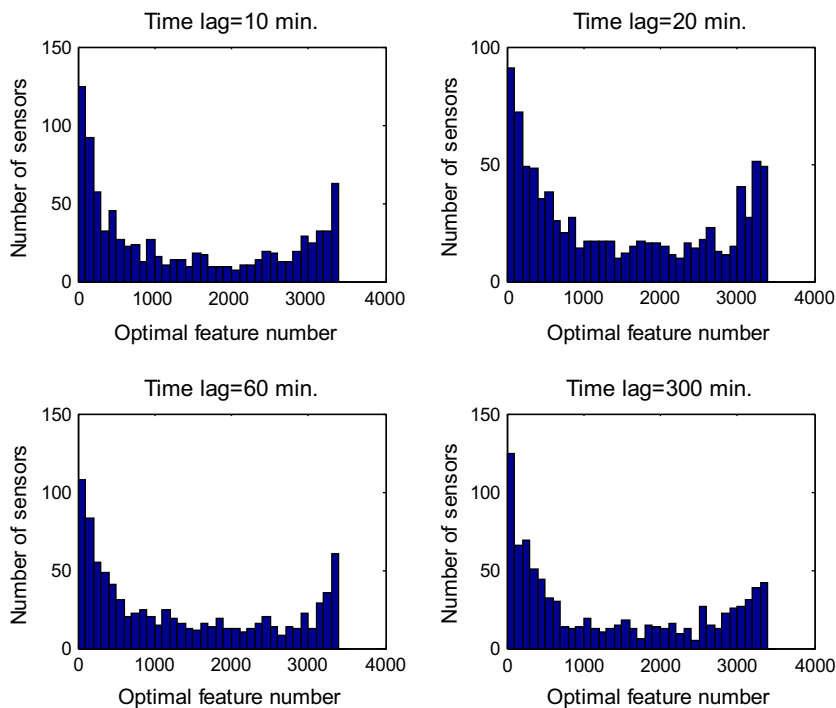 Time lag=10 min.
150
100
50
0
Number of sensors
0 1000 2000 3000 4000
Optimal feature number
Time lag=20 min.
100
50
0
Number of sensors
0 1000 2000 3000 4000
Optimal feature number
Time lag=60 min.
150
100
50
0
Number of sensors
0 1000 2000 3000 4000
Optimal feature number
Time lag=300 min.
150
100
50
0
Number of sensors
0 1000 2000 3000 4000
Optimal feature number